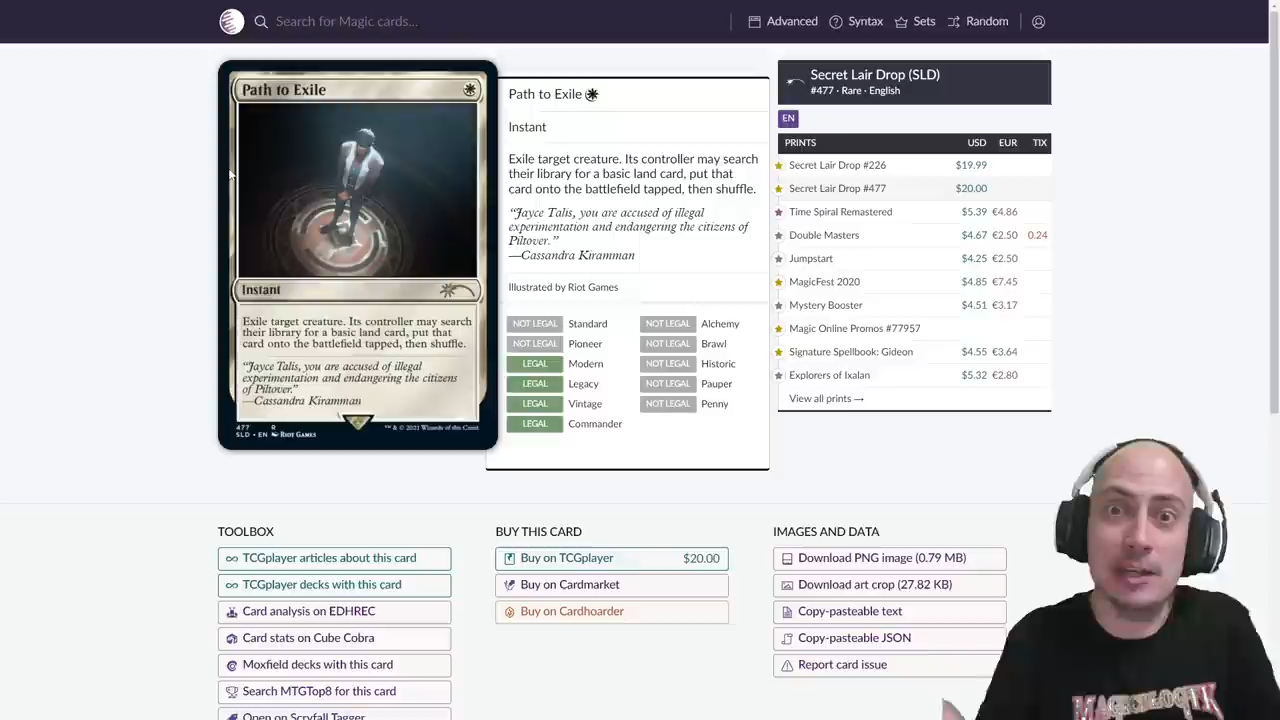 Search for Magic cards...
Advanced
Syntax
Sets
Random
Path to Exile
Instant
Exile target creature. Its controller may search
their library for a basic land card, put that
card onto the battlefield tapped, then shuffle.
“Jayce Talis, you are accused of illegal
experimentation and endangering the citizens
of Piltover.”
—Cassandra Kiramman
477 R
SLD • EN RIOT GAMES
™ & © 2021 Wizards of the Coast
Path to Exile
Instant
Exile target creature. Its controller may search
their library for a basic land card, put that
card onto the battlefield tapped, then shuffle.
“Jayce Talis, you are accused of illegal
experimentation and endangering the citizens of
Piltover.”
—Cassandra Kiramman
Illustrated by Riot Games
NOT LEGAL Standard NOT LEGAL Alchemy
NOT LEGAL Pioneer NOT LEGAL Brawl
LEGAL Modern NOT LEGAL Historic
LEGAL Legacy NOT LEGAL Pauper
LEGAL Vintage NOT LEGAL Penny
LEGAL Commander
Secret Lair Drop (SLD)
#477 · Rare · English
EN
PRINTS USD EUR TIX
Secret Lair Drop #226 $19.99
Secret Lair Drop #477 $20.00
Time Spiral Remastered $5.39 €4.86
Double Masters $4.67 €2.50 0.24
Jumpstart $4.25 €2.50
MagicFest 2020 $4.85 €7.45
Mystery Booster $4.51 €3.17
Magic Online Promos #77957
Signature Spellbook: Gideon $4.55 €3.64
Explorers of Ixalan $5.32 €2.80
View all prints →
TOOLBOX
TCGplayer articles about this card
TCGplayer decks with this card
Card analysis on EDHREC
Card stats on Cube Cobra
Moxfield decks with this card
Search MTGTop8 for this card
Open on Scryfall Tagger
BUY THIS CARD
Buy on TCGplayer $20.00
Buy on Cardmarket
Buy on Cardhoarder
IMAGES AND DATA
Download PNG image (0.79 MB)
Download art crop (27.82 KB)
Copy-pasteable text
Copy-pasteable JSON
Report card issue